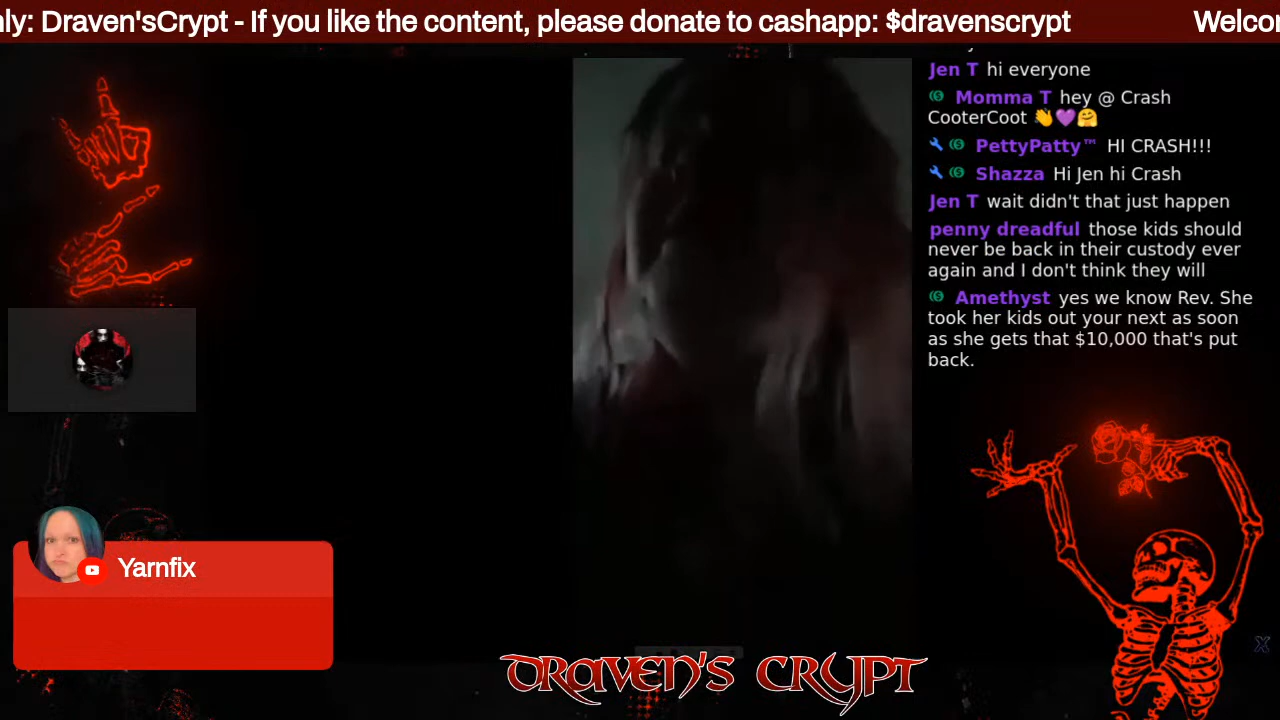 nly: Draven'sCrypt - If you like the content, please donate to cashapp: $dravenscrypt Welcon
Jen T hi everyone
Momma T hey @ Crash
CooterCoot 👋💜🤗
PettyPatty™ HI CRASH!!!
Shazza Hi Jen hi Crash
Jen T wait didn't that just happen
penny dreadful those kids should
never be back in their custody ever
again and I don't think they will
Amethyst yes we know Rev. She
took her kids out your next as soon
as she gets that $10,000 that's put
back.
Yarnfix
DRAVEN'S CRYPT